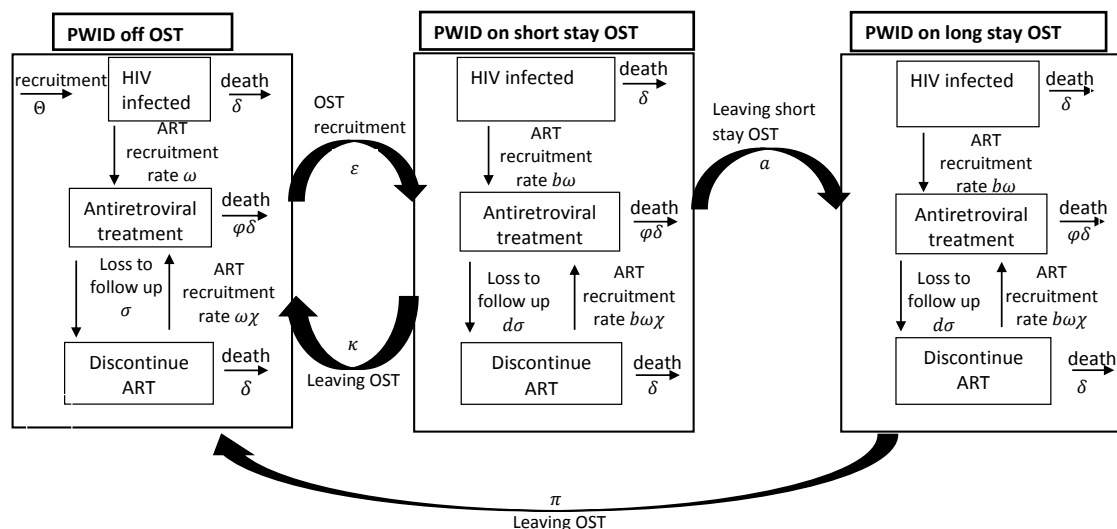 PWID off OST
recruitment
Θ
HIV
infected
death
δ
ART
recruitment
rate ω
Antiretroviral
treatment
death
φδ
Loss to
follow up
σ
ART
recruitment
rate ωχ
Discontinue
ART
death
δ
OST
recruitment
ε
κ
Leaving OST
PWID on short stay OST
HIV infected
death
δ
ART
recruitment
rate bω
Antiretroviral
treatment
death
φδ
Loss to
follow up
dσ
ART
recruitment
rate bωχ
Discontinue
ART
death
δ
Leaving short
stay OST
a
PWID on long stay OST
HIV infected
death
δ
ART
recruitment
rate bω
Antiretroviral
treatment
death
φδ
Loss to
follow up
dσ
ART
recruitment
rate bωχ
Discontinue
ART
death
δ
π
Leaving OST